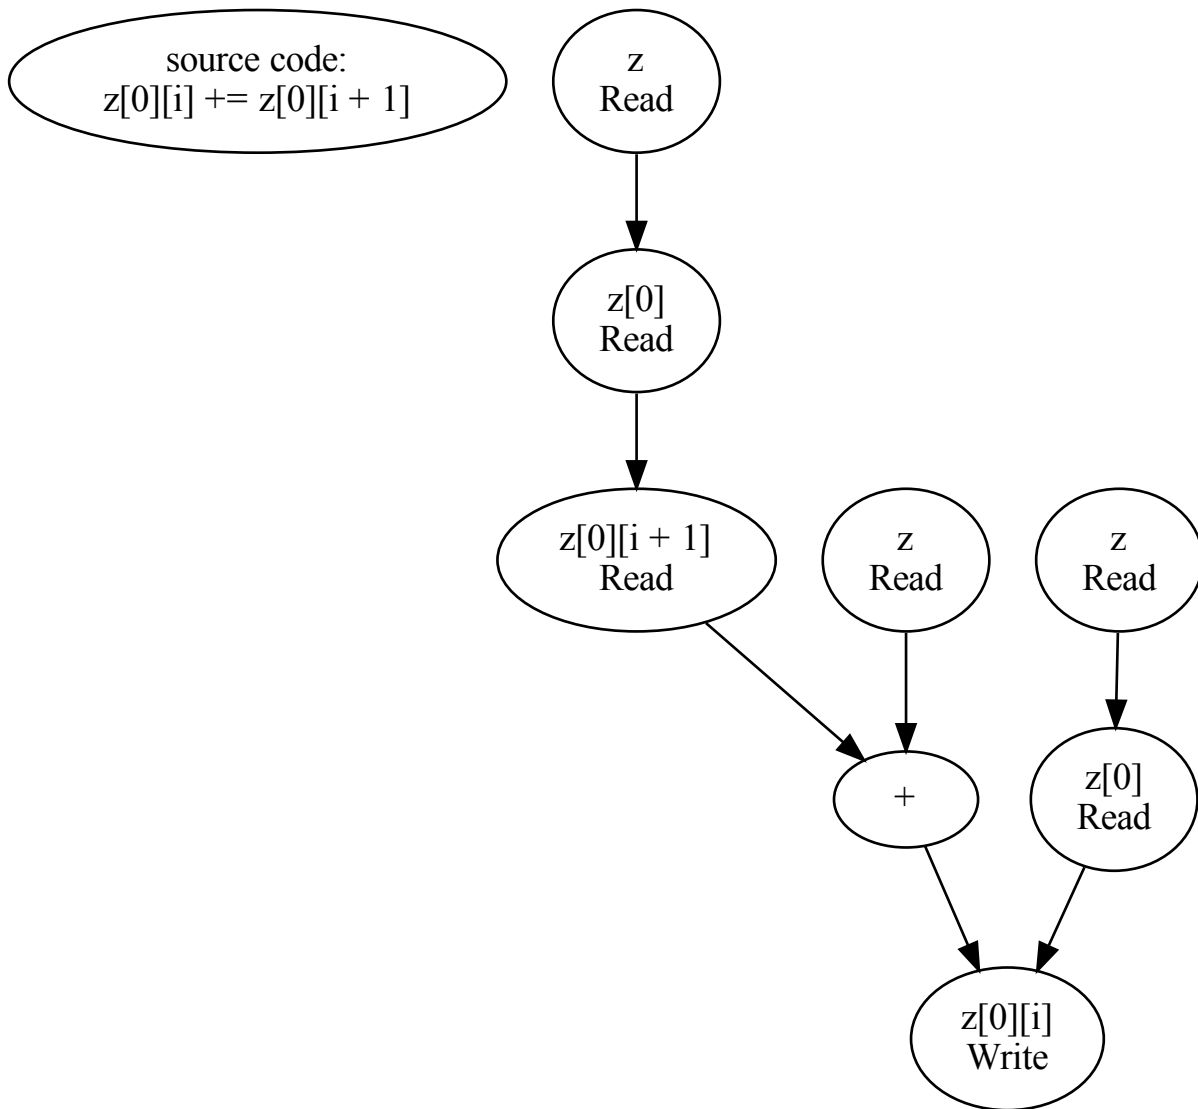 source code:
z[0][i] += z[0][i + 1]
z
Read
z[0]
Read
z[0][i + 1]
Read
z
Read
z
Read
+
z[0]
Read
z[0][i]
Write